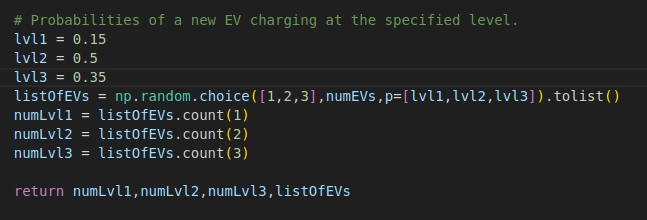 # Probabilities of a new EV charging at the specified level.
lvl1 = 0.15
lvl2 = 0.5
lvl3 = 0.35
listOfEVs = np.random.choice([1,2,3],numEVs,p=[lvl1,lvl2,lvl3]).tolist()
numLvl1 = listOfEVs.count(1)
numLvl2 = listOfEVs.count(2)
numLvl3 = listOfEVs.count(3)
return numLvl1,numLvl2,numLvl3,listOfEVs